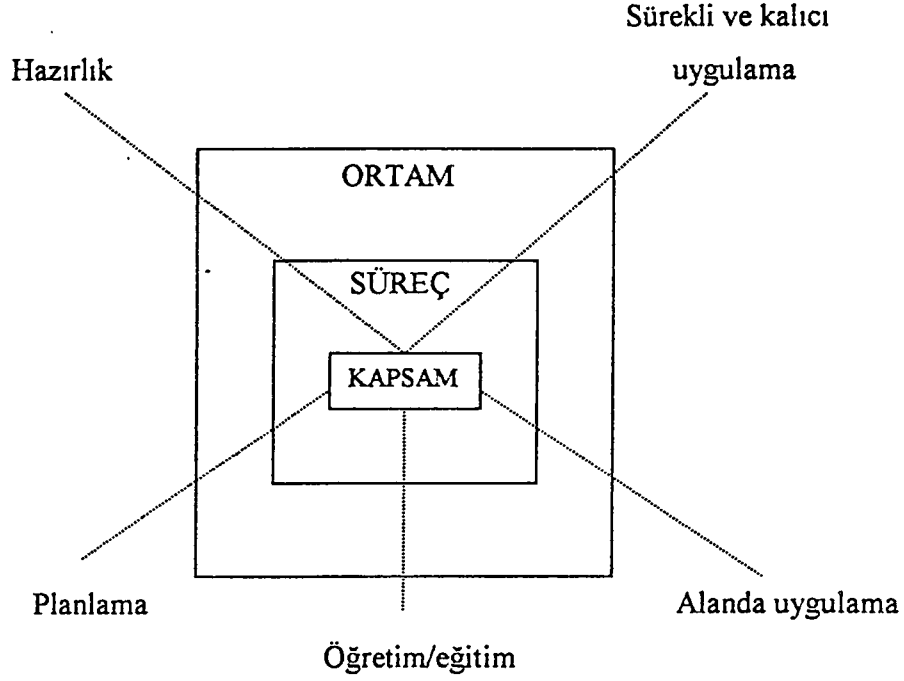 Sürekli ve kalıcı
uygulama
Hazırlık
ORTAM
SÜREÇ
KAPSAM
Planlama
Alanda uygulama
Öğretim/eğitim